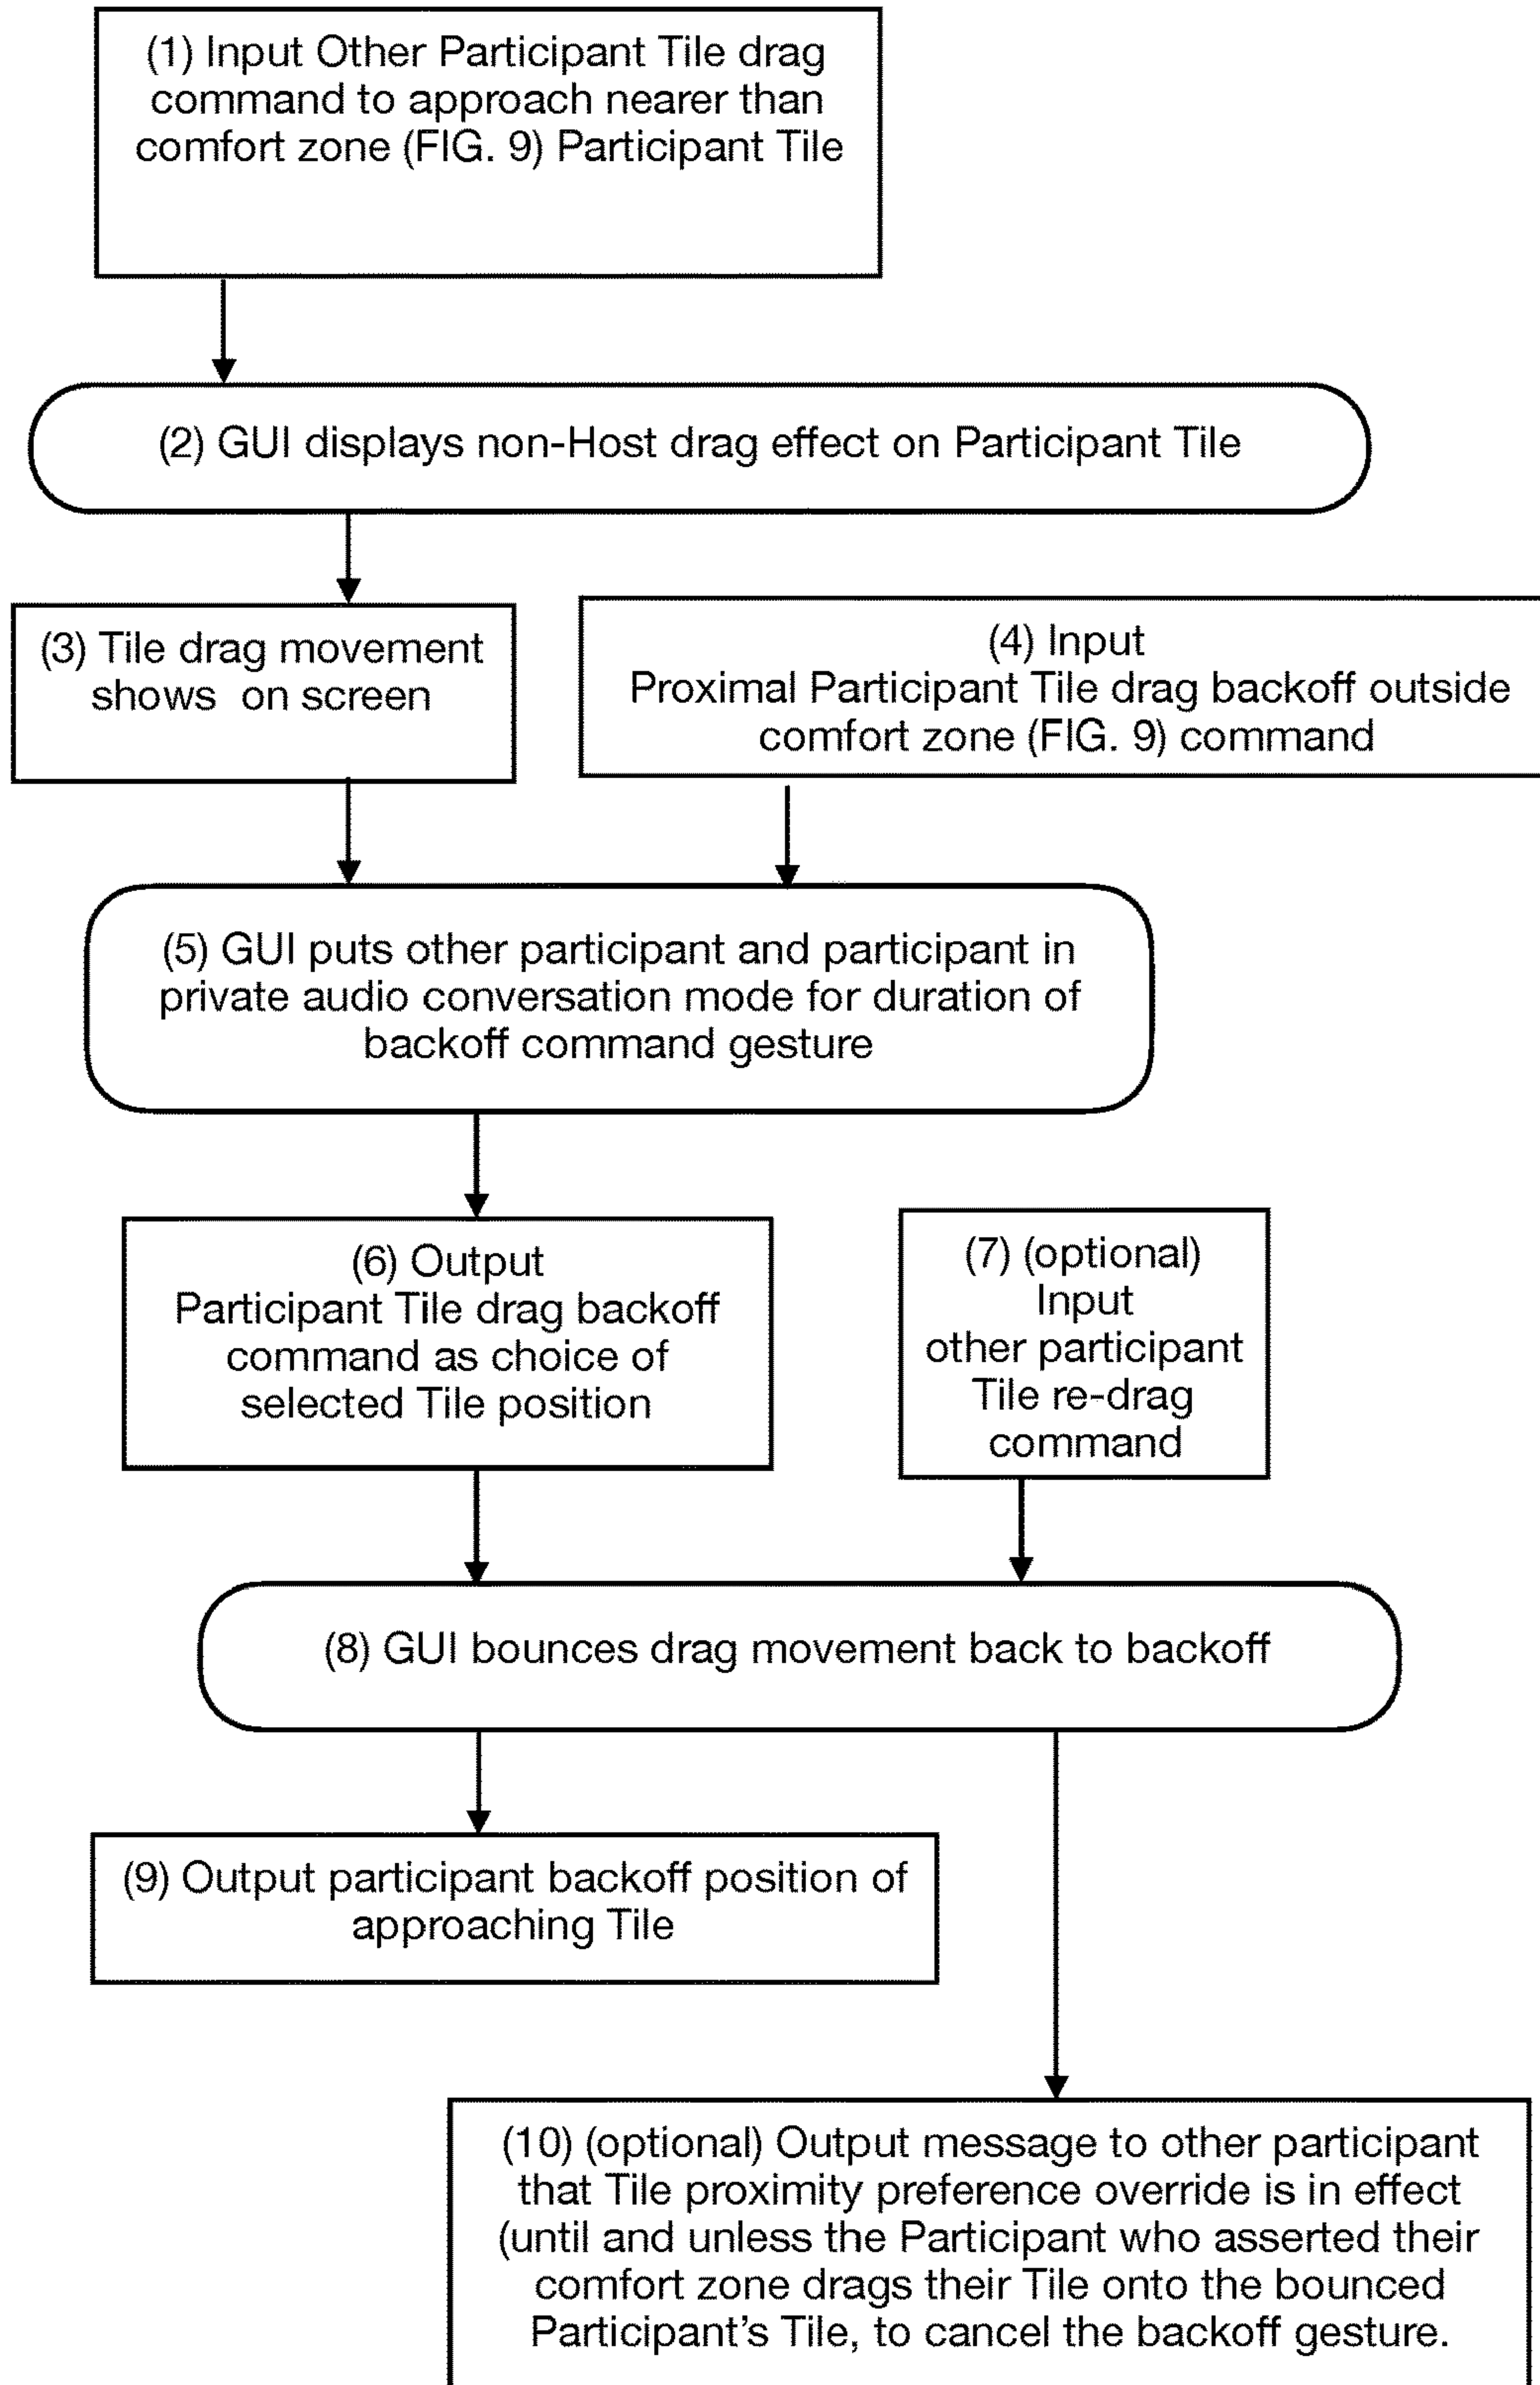 (1) Input Other Participant Tile drag
command to approach nearer than
comfort zone (FIG. 9) Participant Tile
(2) GUI displays non-Host drag effect on Participant Tile
(3) Tile drag movement
shows on screen
(4) Input
Proximal Participant Tile drag backoff outside
comfort zone (FIG. 9) command
(5) GUI puts other participant and participant in
private audio conversation mode for duration of
backoff command gesture
(6) Output
Participant Tile drag backoff
command as choice of
selected Tile position
(7) (optional)
Input
other participant
Tile re-drag
command
(8) GUI bounces drag movement back to backoff
(9) Output participant backoff position of
approaching Tile
(10) (optional) Output message to other participant
that Tile proximity preference override is in effect
(until and unless the Participant who asserted their
comfort zone drags their Tile onto the bounced
Participant's Tile, to cancel the backoff gesture.